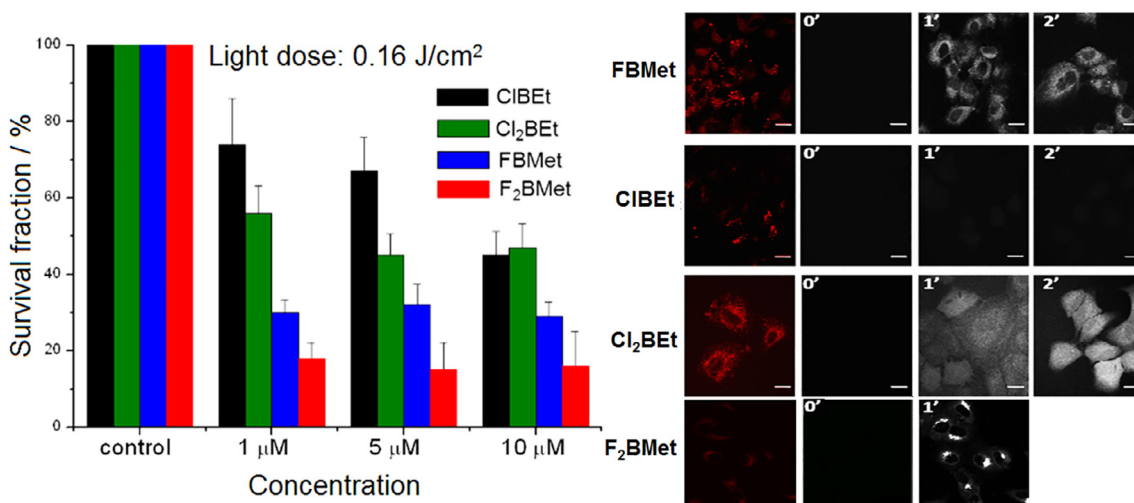 Survival fraction / %
100
80
60
40
20
0
Light dose: 0.16 J/cm²
ClBEt
Cl₂BEt
FBMet
F₂BMet
control
1 μM
5 μM
10 μM
Concentration
FBMet
0’
1’
2’
ClBEt
0’
1’
2’
Cl₂BEt
0’
1’
2’
F₂BMet
0’
1’